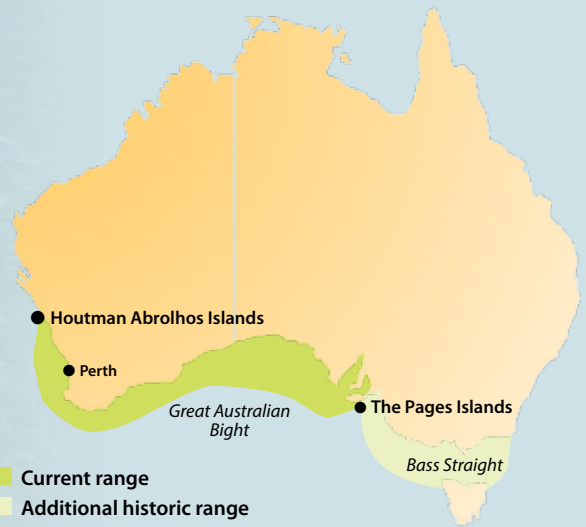 Houtman Abrolhos Islands
Perth
The Pages Islands
Great Australian
Bight
Bass Straight
Current range
Additional historic range